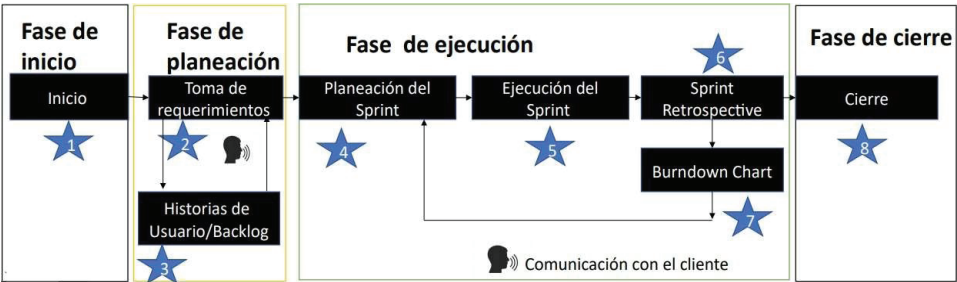 Fase de
inicio
Inicio
1
Fase de
planeación
Toma de
requerimientos
2
Historias de
Usuario/Backlog
3
Fase de ejecución
Planeación del
Sprint
4
Ejecución del
Sprint
5
6
Sprint
Retrospective
Burndown Chart
7
Comunicación con el cliente
Fase de cierre
Cierre
8